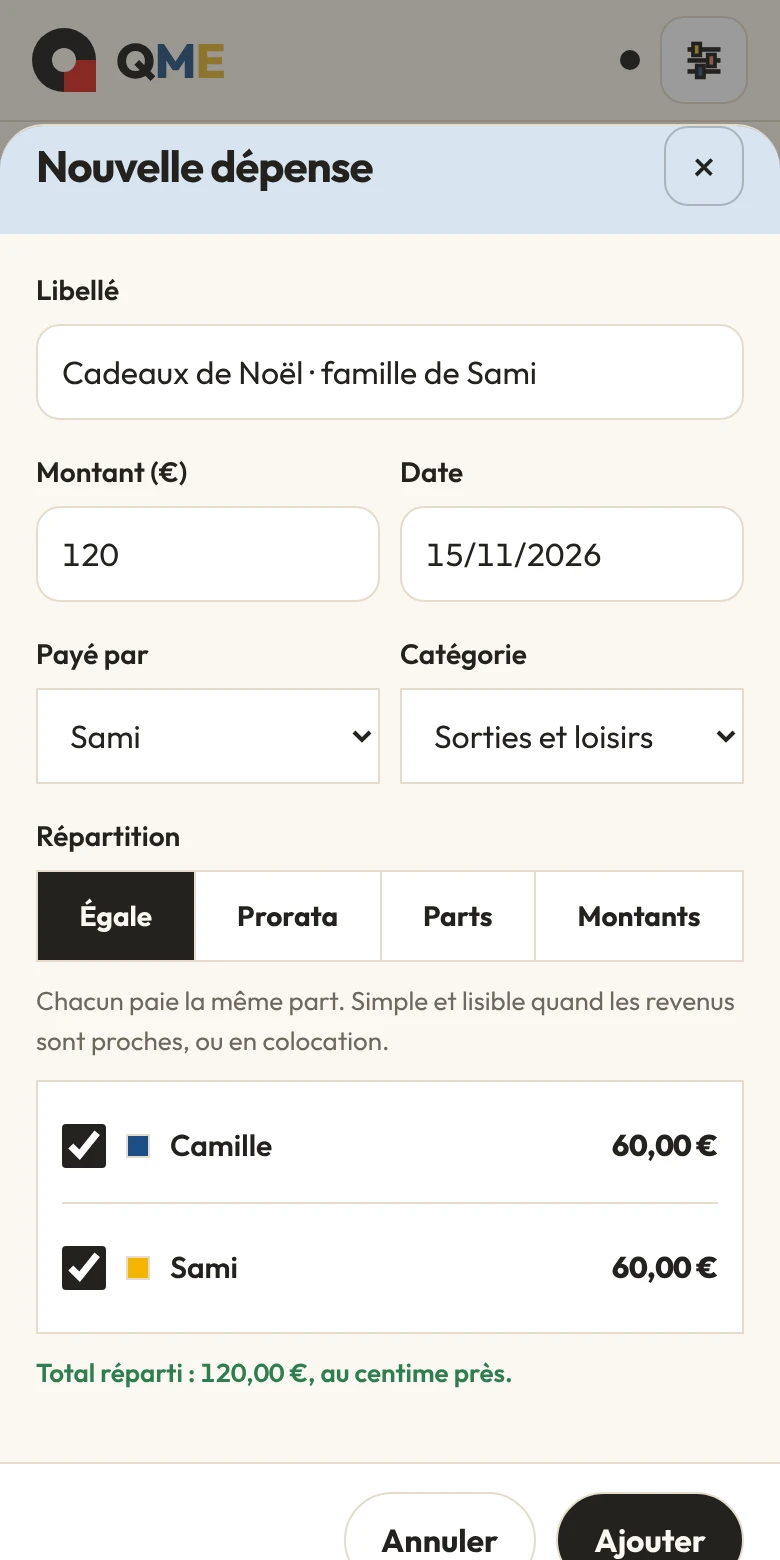 QME
Nouvelle dépense
×
Libellé
Cadeaux de Noël · famille de Sami
Montant (€)
Date
120
15/11/2026
Payé par
Catégorie
Sami
Sorties et loisirs
Répartition
Égale
Prorata
Parts
Montants
Chacun paie la même part. Simple et lisible quand les revenus
sont proches, ou en colocation.
Camille
60,00 €
Sami
60,00 €
Total réparti : 120,00 €, au centime près.
Annuler
Ajouter